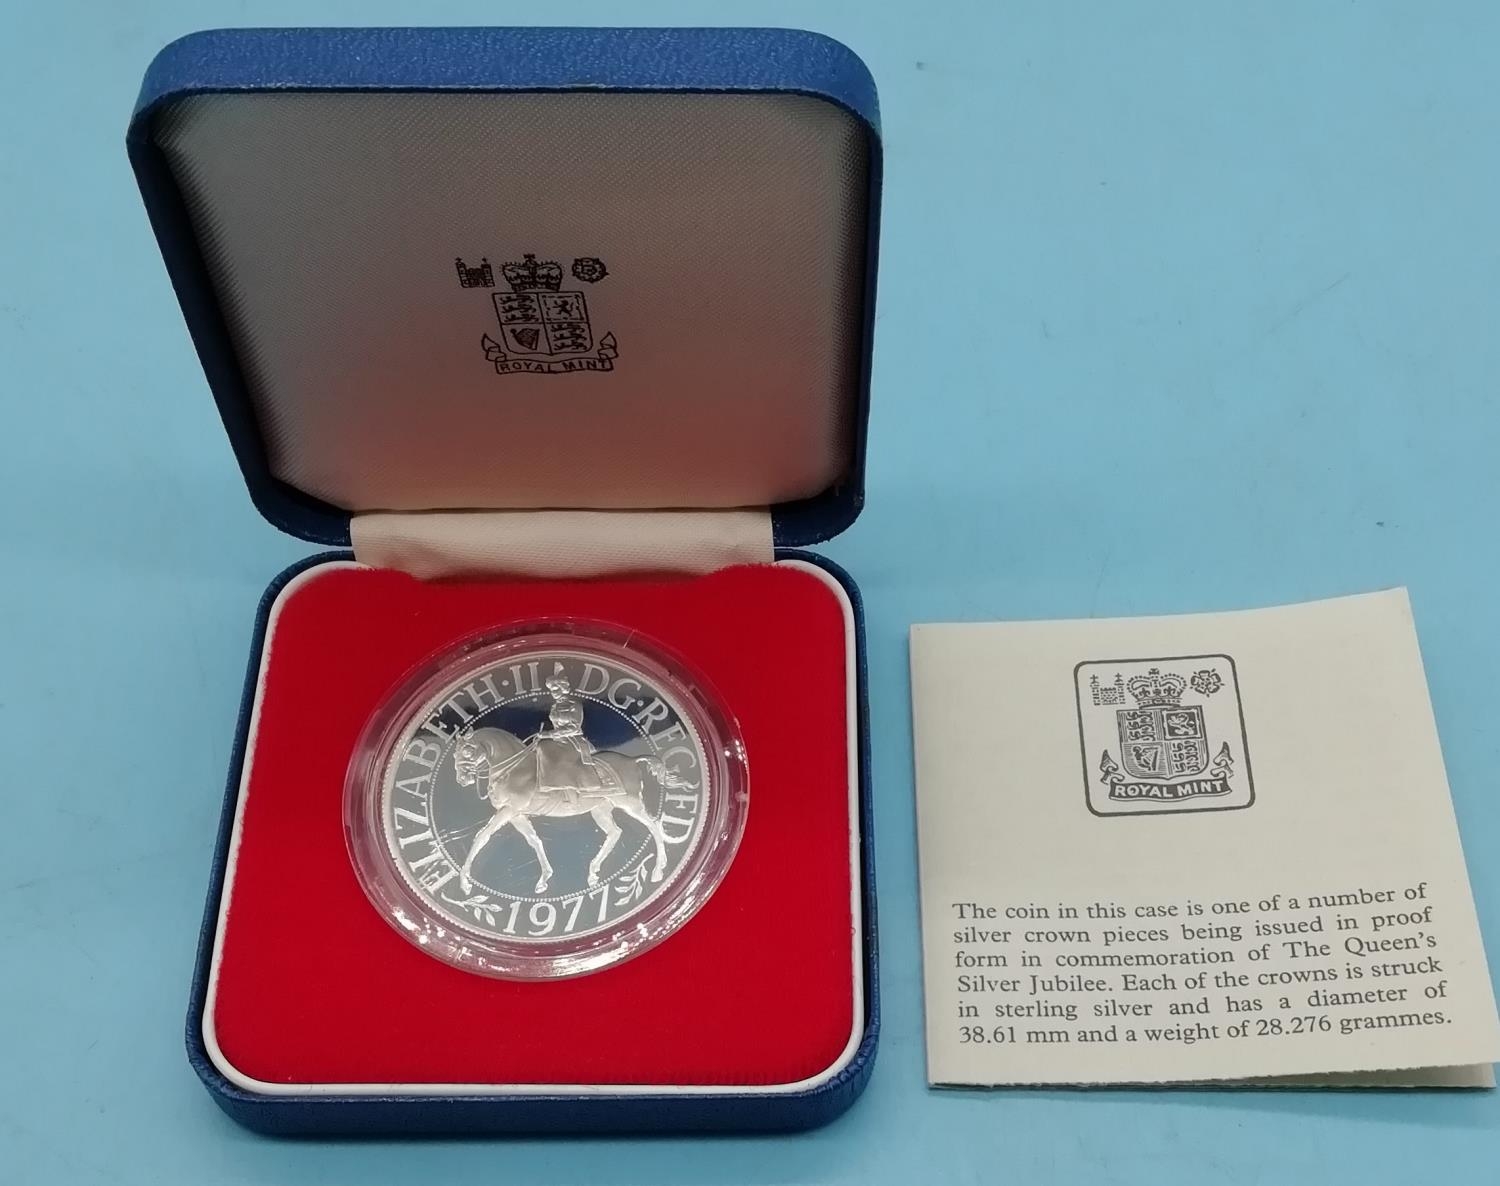 ROYAL MINT
ELIZABETH·II DG·REG·FD
1977
ROYAL MINT
The coin in this case is one of a number of
silver crown pieces being issued in proof
form in commemoration of The Queen's
Silver Jubilee. Each of the crowns is struck
in sterling silver and has a diameter of
38.61 mm and a weight of 28.276 grammes.